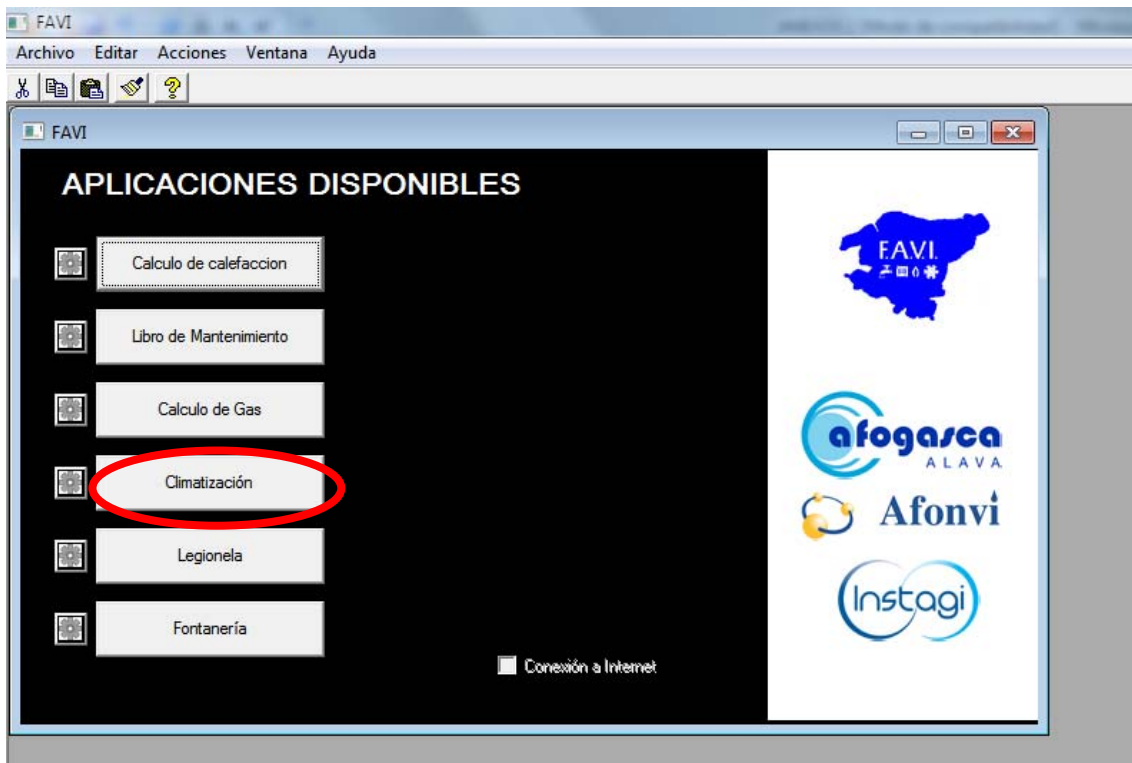 FAVI
Archivo Editar Acciones Ventana Ayuda
FAVI
APLICACIONES DISPONIBLES
Calculo de calefaccion
Libro de Mantenimiento
Calculo de Gas
Climatización
Legionela
Fontanería
Conexión a Internet
F.A.V.I.
afogasca
ALAVA
Afonvi
Instagi